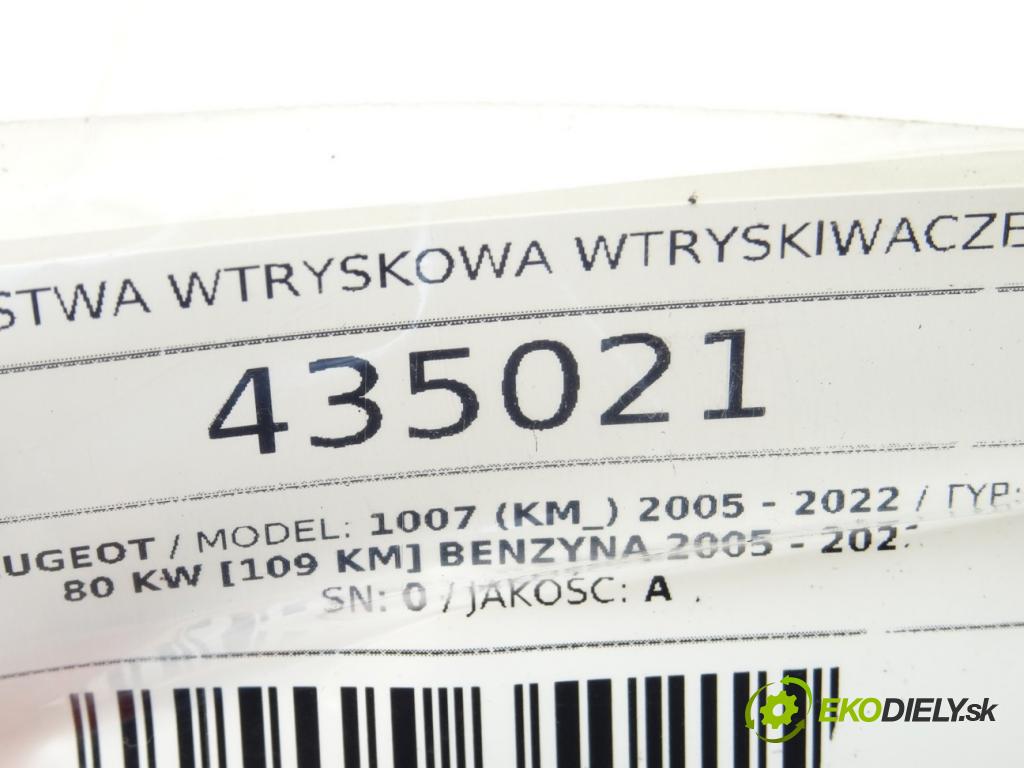 STWA WTRYSKOWA WTRYSKIWACZE
435021
UGEOT / MODEL: 1007 (KM_) 2005 - 2022 / TYP:
80 KW [109 KM] BENZYNA 2005 - 202
SN: 0 / JAKOŚĆ: A
EKODIELY.sk